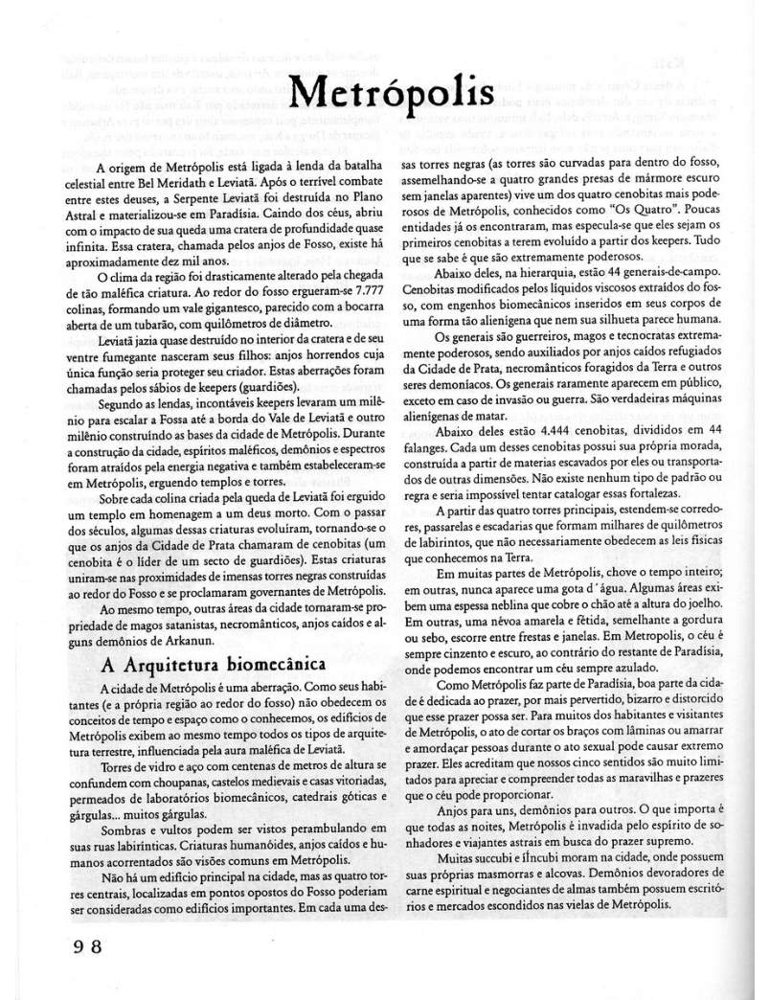 Metrópolis
A origem de Metrópolis está ligada à lenda da batalha
celestial entre Bel Meridath e Leviatã. Após o terrível combate
entre estes deuses, a Serpente Leviatã foi destruída no Plano
Astral e materializou-se em Paradísia. Caindo dos céus, abriu
com o impacto de sua queda uma cratera de profundidade quase
infinita. Essa cratera, chamada pelos anjos de Fosso, existe há
aproximadamente dez mil anos.
O clima da região foi drasticamente alterado pela chegada
de tão maléfica criatura. Ao redor do fosso ergueram-se 7.777
colinas, formando um vale gigantesco, parecido com a bocarra
aberta de um tubarão, com quilômetros de diâmetro.
Leviatã jazia quase destruído no interior da cratera e de seu
ventre fumegante nasceram seus filhos: anjos horrendos cuja
única função seria proteger seu criador. Estas aberrações foram
chamadas pelos sábios de keepers (guardiões).
Segundo as lendas, incontáveis keepers levaram um milê-
nio para escalar a Fossa até a borda do Vale de Leviatã e outro
milênio construíndo as bases da cidade de Metrópolis. Durante
a construção da cidade, espíritos maléficos, demônios e espectros
foram atraídos pela energia negativa e também estabeleceram-se
em Metrópolis, erguendo templos e torres.
Sobre cada colina criada pela queda de Leviatã foi erguido
um templo em homenagem a um deus morto. Com o passar
dos séculos, algumas dessas criaturas evoluíram, tornando-se o
que os anjos da Cidade de Prata chamaram de cenobitas (um
cenobita é o líder de um secto de guardiões). Estas criaturas
uniram-se nas proximidades de imensas torres negras construídas
ao redor do Fosso e se proclamaram governantes de Metrópolis.
Ao mesmo tempo, outras áreas da cidade tornaram-se pro-
priedade de magos satanistas, necromânticos, anjos caídos e al-
guns demônios de Arkanun.
A Arquitetura biomecânica
A cidade de Metrópolis é uma aberração. Como seus habi-
tantes (e a própria região ao redor do fosso) não obedecem os
conceitos de tempo e espaço como o conhecemos, os edifícios de
Metrópolis exibem ao mesmo tempo todos os tipos de arquite-
tura terrestre, influenciada pela aura maléfica de Leviatã.
Torres de vidro e aço com centenas de metros de altura se
confundem com choupanas, castelos medievais e casas vitoriadas,
permeados de laboratórios biomecânicos, catedrais góticas e
gárgulas... muitos gárgulas.
Sombras e vultos podem ser vistos perambulando em
suas ruas labirínticas. Criaturas humanóides, anjos caídos e hu-
manos acorrentados são visões comuns em Metrópolis.
Não há um edifício principal na cidade, mas as quatro tor-
res centrais, localizadas em pontos opostos do Fosso poderiam
ser consideradas como edifícios importantes. Em cada uma des-
sas torres negras (as torres são curvadas para dentro do fosso,
assemelhando-se a quatro grandes presas de mármore escuro
sem janelas aparentes) vive um dos quatro cenobitas mais pode-
rosos de Metrópolis, conhecidos como "Os Quatro". Poucas
entidades já os encontraram, mas especula-se que eles sejam os
primeiros cenobitas a terem evoluído a partir dos keepers. Tudo
que se sabe é que são extremamente poderosos.
Abaixo deles, na hierarquia, estão 44 generais-de-campo.
Cenobitas modificados pelos líquidos viscosos extraídos do fos-
so, com engenhos biomecânicos inseridos em seus corpos de
uma forma tão alienígena que nem sua silhueta parece humana.
Os generais são guerreiros, magos e tecnocratas extrema-
mente poderosos, sendo auxiliados por anjos caídos refugiados
da Cidade de Prata, necromânticos foragidos da Terra e outros
seres demoníacos. Os generais raramente aparecem em público,
exceto em caso de invasão ou guerra. São verdadeiras máquinas
alienígenas de matar.
Abaixo deles estão 4.444 cenobitas, divididos em 44
falanges. Cada um desses cenobitas possui sua própria morada,
construída a partir de materias escavados por eles ou transporta-
dos de outras dimensões. Não existe nenhum tipo de padrão ou
regra e seria impossível tentar catalogar essas fortalezas.
A partir das quatro torres principais, estendem-se corredo-
res, passarelas e escadarias que formam milhares de quilômetros
de labirintos, que não necessariamente obedecem as leis físicas
que conhecemos na Terra.
Em muitas partes de Metrópolis, chove o tempo inteiro;
em outras, nunca aparece uma gota d´água. Algumas áreas exi-
bem uma espessa neblina que cobre o chão até a altura do joelho.
Em outras, uma névoa amarela e fétida, semelhante a gordura
ou sebo, escorre entre frestas e janelas. Em Metropolis, o céu é
sempre cinzento e escuro, ao contrário do restante de Paradísia,
onde podemos encontrar um céu sempre azulado.
Como Metrópolis faz parte de Paradísia, boa parte da cida-
de é dedicada ao prazer, por mais pervertido, bizarro e distorcido
que esse prazer possa ser. Para muitos dos habitantes e visitantes
de Metrópolis, o ato de cortar os braços com lâminas ou amarrar
e amordaçar pessoas durante o ato sexual pode causar extremo
prazer. Eles acreditam que nossos cinco sentidos são muito limi-
tados para apreciar e compreender todas as maravilhas e prazeres
que o céu pode proporcionar.
Anjos para uns, demônios para outros. O que importa é
que todas as noites, Metrópolis é invadida pelo espírito de so-
nhadores e viajantes astrais em busca do prazer supremo.
Muitas succubi e iÍncubi moram na cidade, onde possuem
suas próprias masmorras e alcovas. Demônios devoradores de
carne espiritual e negociantes de almas também possuem escritó-
rios e mercados escondidos nas vielas de Metrópolis.
98